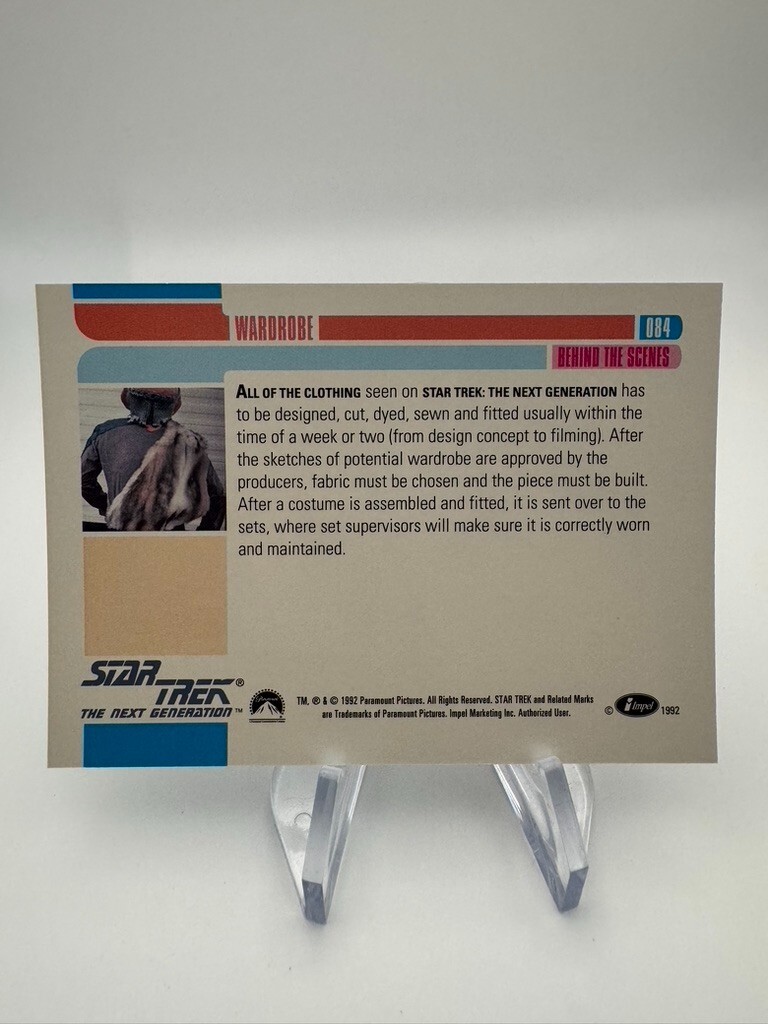 WARDROBE
084
BEHIND THE SCENES
ALL OF THE CLOTHING seen on STAR TREK: THE NEXT GENERATION has
to be designed, cut, dyed, sewn and fitted usually within the
time of a week or two (from design concept to filming). After
the sketches of potential wardrobe are approved by the
producers, fabric must be chosen and the piece must be built.
After a costume is assembled and fitted, it is sent over to the
sets, where set supervisors will make sure it is correctly worn
and maintained.
STAR
TREK®
THE NEXT GENERATION™
Paramount
TM, ® & © 1992 Paramount Pictures. All Rights Reserved. STAR TREK and Related Marks
are Trademarks of Paramount Pictures. Impel Marketing Inc. Authorized User.
© Impel 1992